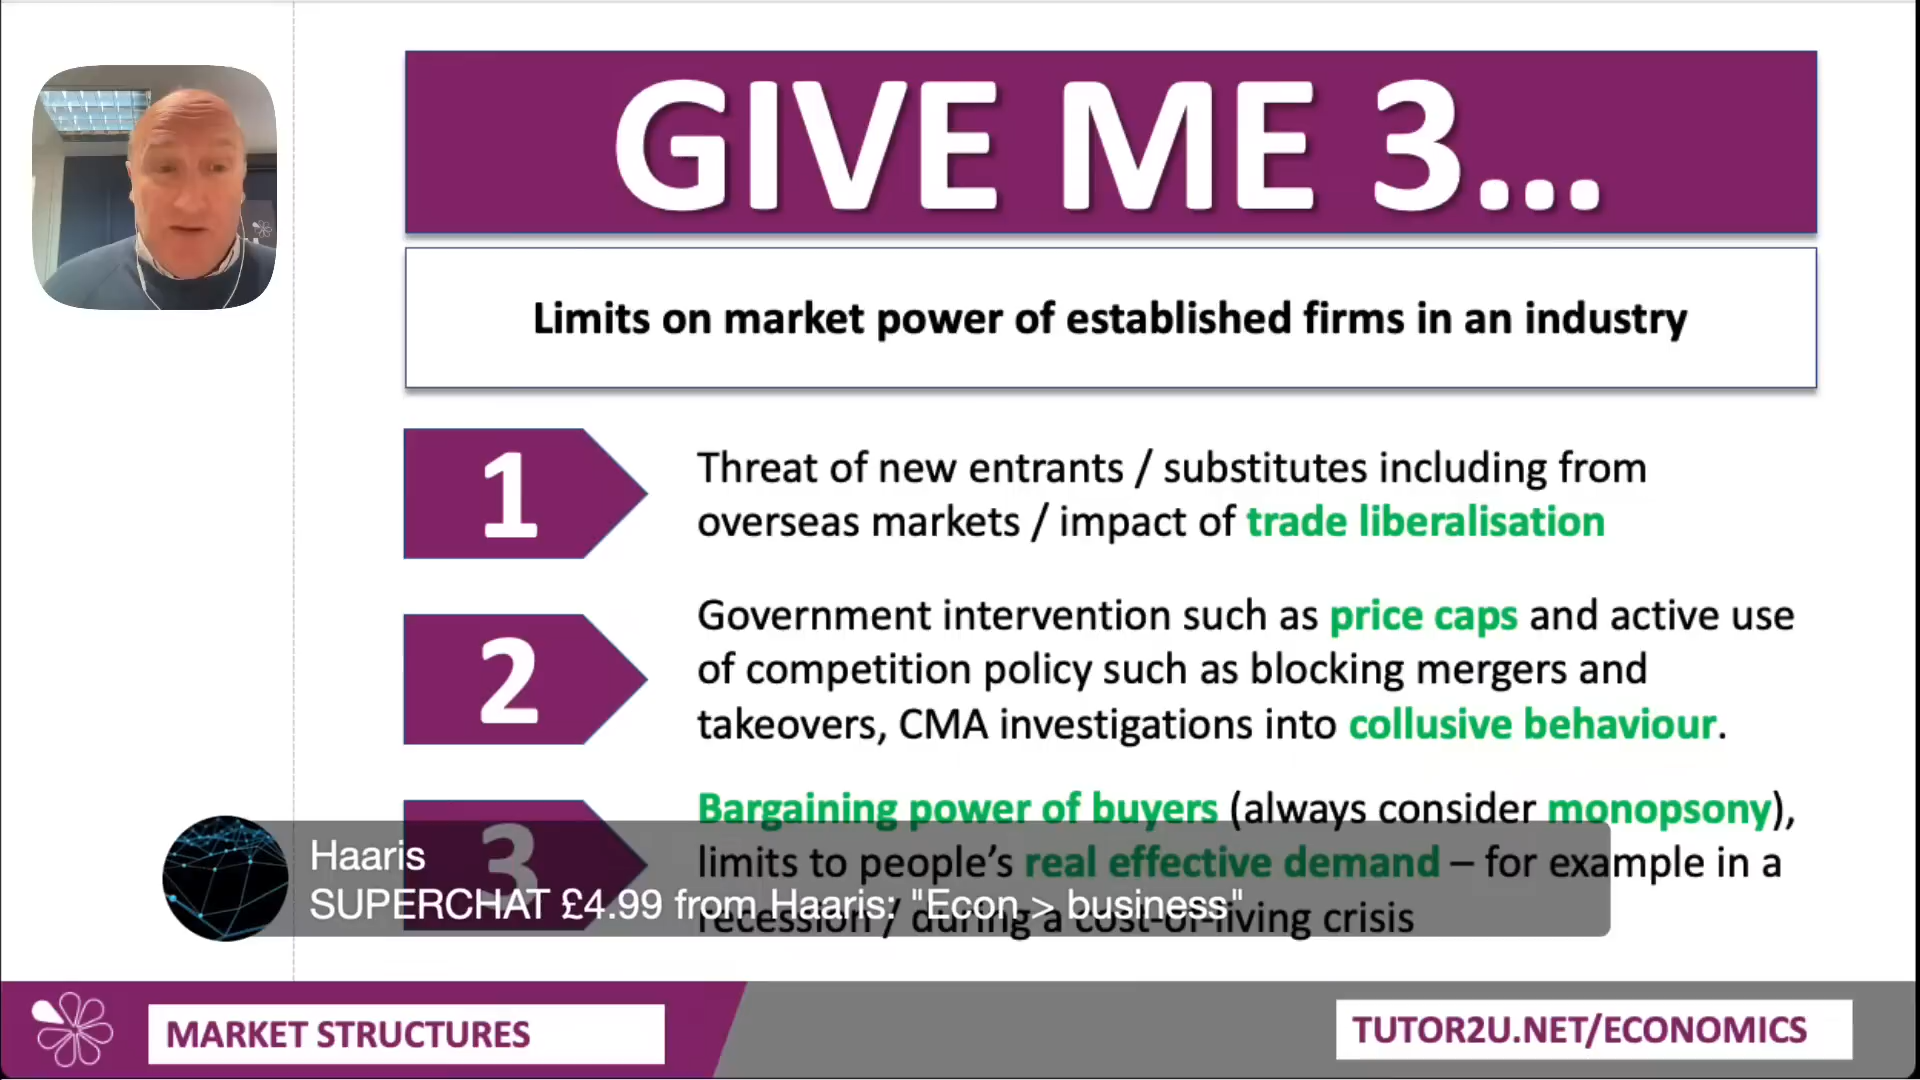 GIVE ME 3...
Limits on market power of established firms in an industry
1
Threat of new entrants / substitutes including from
overseas markets / impact of trade liberalisation
2
Government intervention such as price caps and active use
of competition policy such as blocking mergers and
takeovers, CMA investigations into collusive behaviour.
3
Bargaining power of buyers (always consider monopsony),
limits to people's real effective demand – for example in a
recession / during a cost-of-living crisis
Haaris
SUPERCHAT £4.99 from Haaris: "Econ > business"
MARKET STRUCTURES
TUTOR2U.NET/ECONOMICS